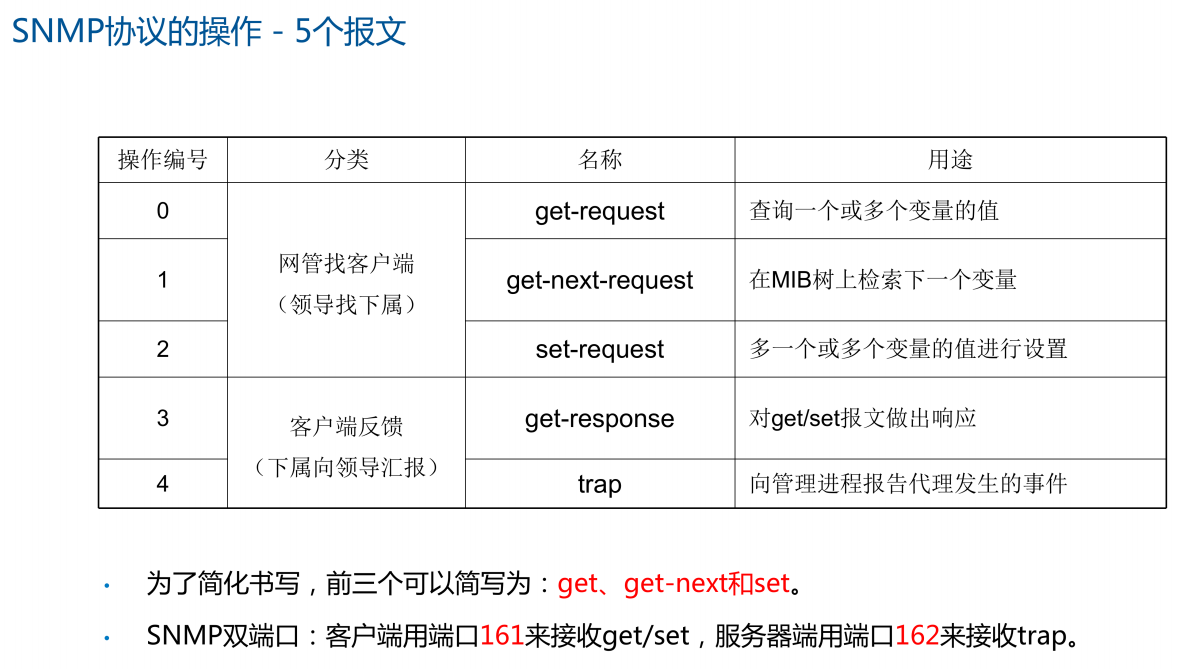 SNMP协议的操作 - 5个报文
操作编号 分类 名称 用途
0 get-request 查询一个或多个变量的值
网管找客户端
1 get-next-request 在MIB树上检索下一个变量
（领导找下属）
2 set-request 多一个或多个变量的值进行设置
3 get-response 对get/set报文做出响应
客户端反馈
（下属向领导汇报）
4 trap 向管理进程报告代理发生的事件
· 为了简化书写，前三个可以简写为：get、get-next和set。
· SNMP双端口：客户端用端口161来接收get/set，服务器端用端口162来接收trap。